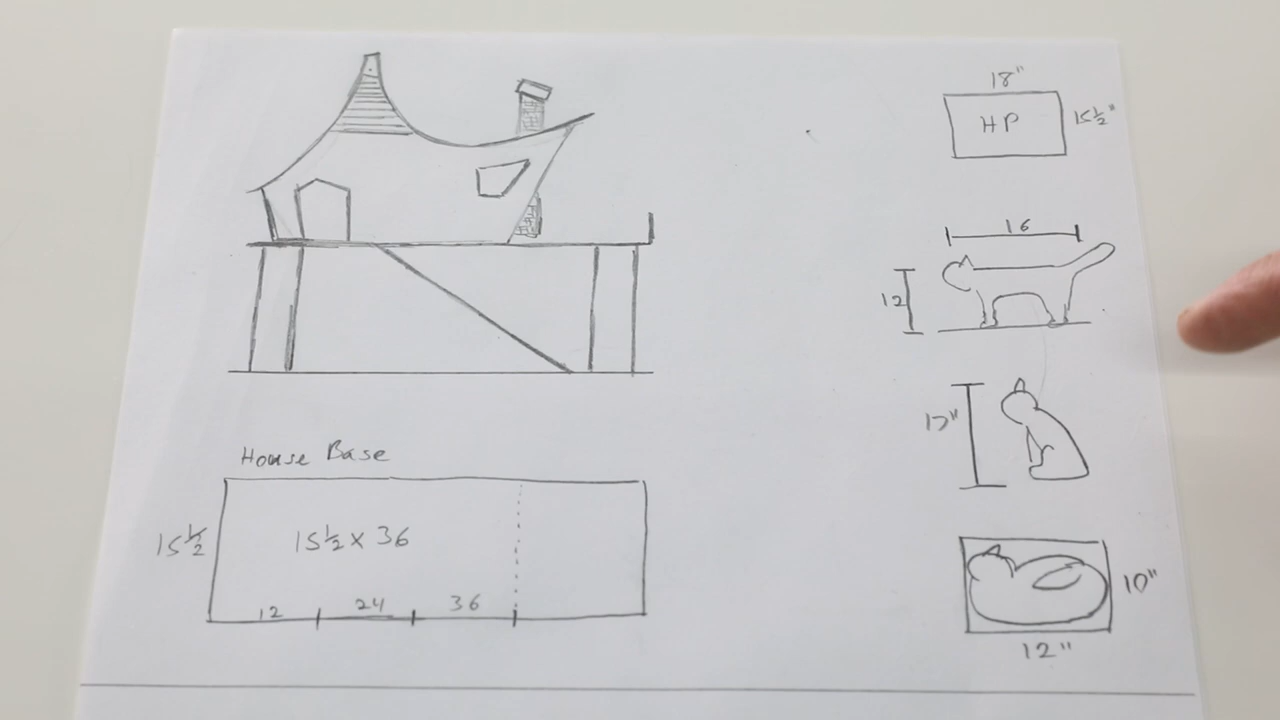 18"
HP
15½"
16
12
17"
House Base
15½
15½ x 36
12 24 36
10"
12"